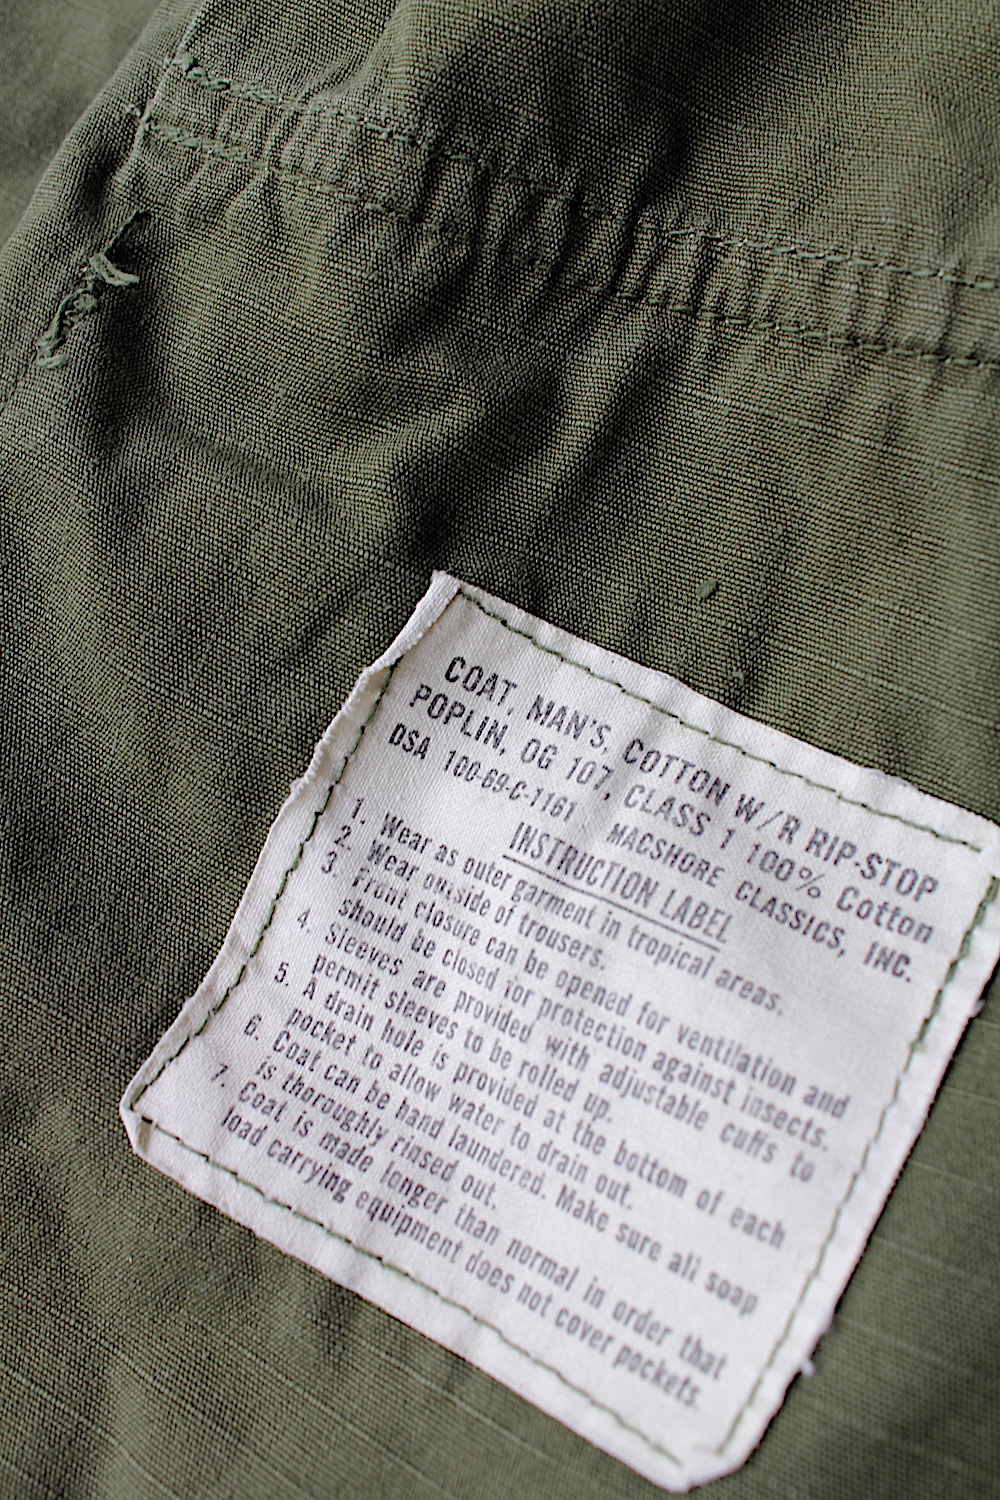 COAT, MAN'S, COTTON W/R RIP-STOP
POPLIN, OG 107, CLASS 1 100% Cotton
DSA 100-69-C-1161 MACSHORE CLASSICS, INC.
INSTRUCTION LABEL
1. Wear as outer garment in tropical areas.
2. Wear outside of trousers.
3. Front closure can be opened for ventilation and
should be closed for protection against insects.
4. Sleeves are provided with adjustable cuffs to
permit sleeves to be rolled up.
5. A drain hole is provided at the bottom of each
pocket to allow water to drain out.
6. Coat can be hand laundered. Make sure all soap
is thoroughly rinsed out.
7. Coat is made longer than normal in order that
load carrying equipment does not cover pockets.